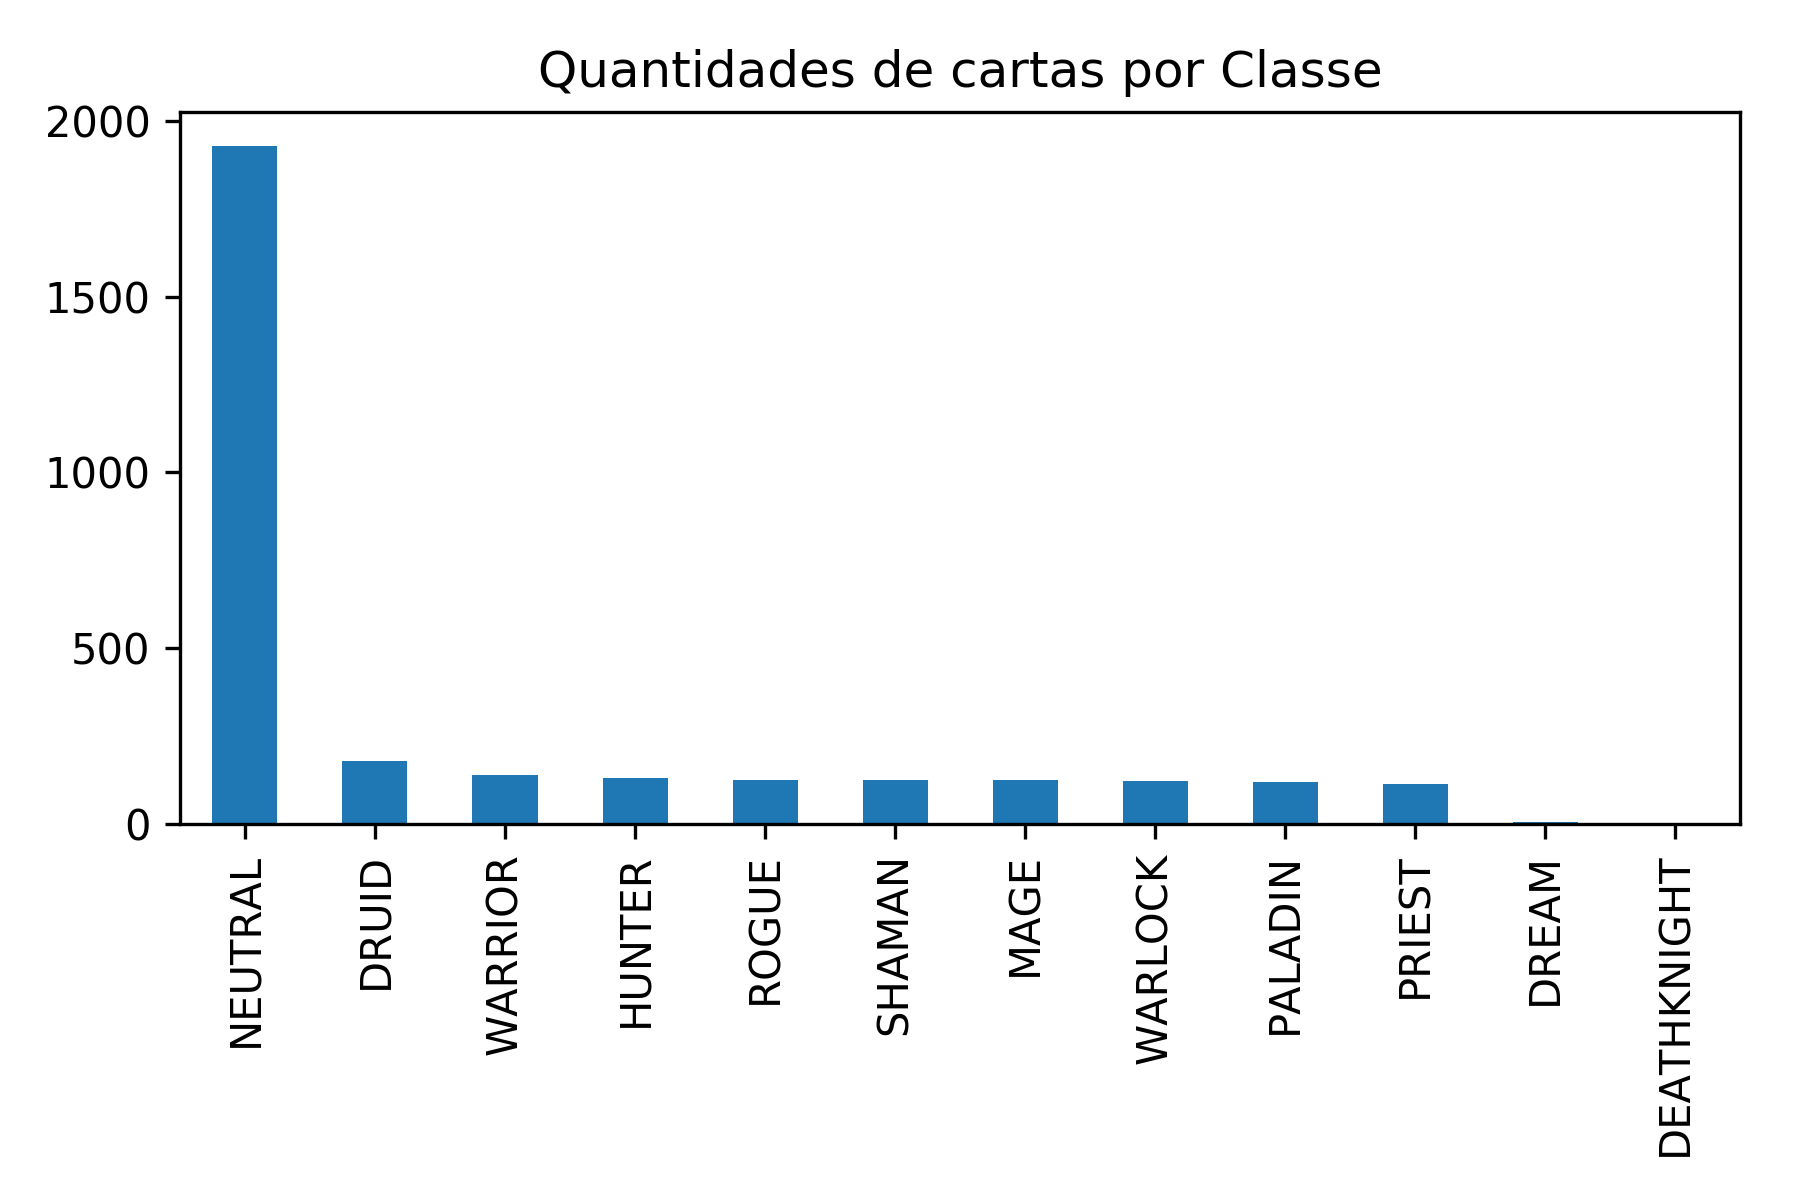 Quantidades de cartas por Classe
2000
1500
1000
500
0
NEUTRAL
DRUID
WARRIOR
HUNTER
ROGUE
SHAMAN
MAGE
WARLOCK
PALADIN
PRIEST
DREAM
DEATHKNIGHT